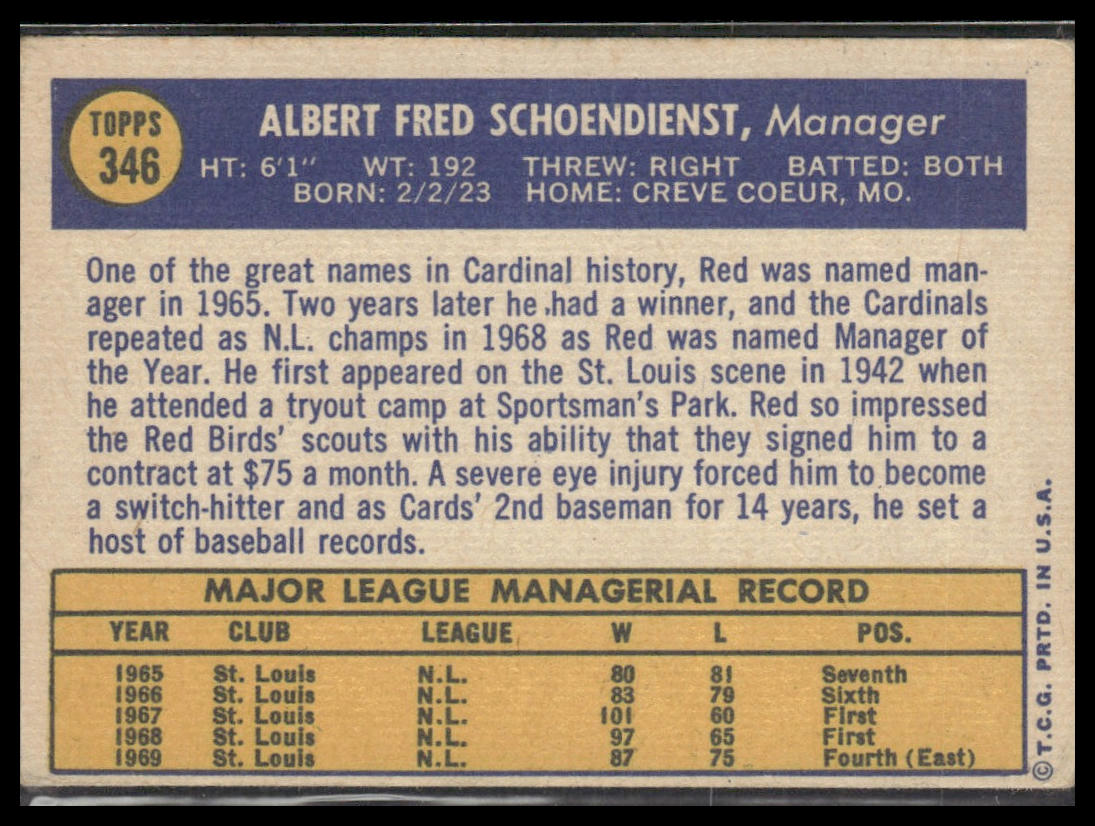 TOPPS
346
ALBERT FRED SCHOENDIENST, Manager
HT: 6'1" WT: 192 THREW: RIGHT BATTED: BOTH
BORN: 2/2/23 HOME: CREVE COEUR, MO.
One of the great names in Cardinal history, Red was named man-
ager in 1965. Two years later he had a winner, and the Cardinals
repeated as N.L. champs in 1968 as Red was named Manager of
the Year. He first appeared on the St. Louis scene in 1942 when
he attended a tryout camp at Sportsman's Park. Red so impressed
the Red Birds' scouts with his ability that they signed him to a
contract at $75 a month. A severe eye injury forced him to become
a switch-hitter and as Cards' 2nd baseman for 14 years, he set a
host of baseball records.
MAJOR LEAGUE MANAGERIAL RECORD
YEAR CLUB LEAGUE W L POS.
1965 St. Louis N.L. 80 81 Seventh
1966 St. Louis N.L. 83 79 Sixth
1967 St. Louis N.L. 101 60 First
1968 St. Louis N.L. 97 65 First
1969 St. Louis N.L. 87 75 Fourth (East)
© T.C.G. PRTD. IN U.S.A.